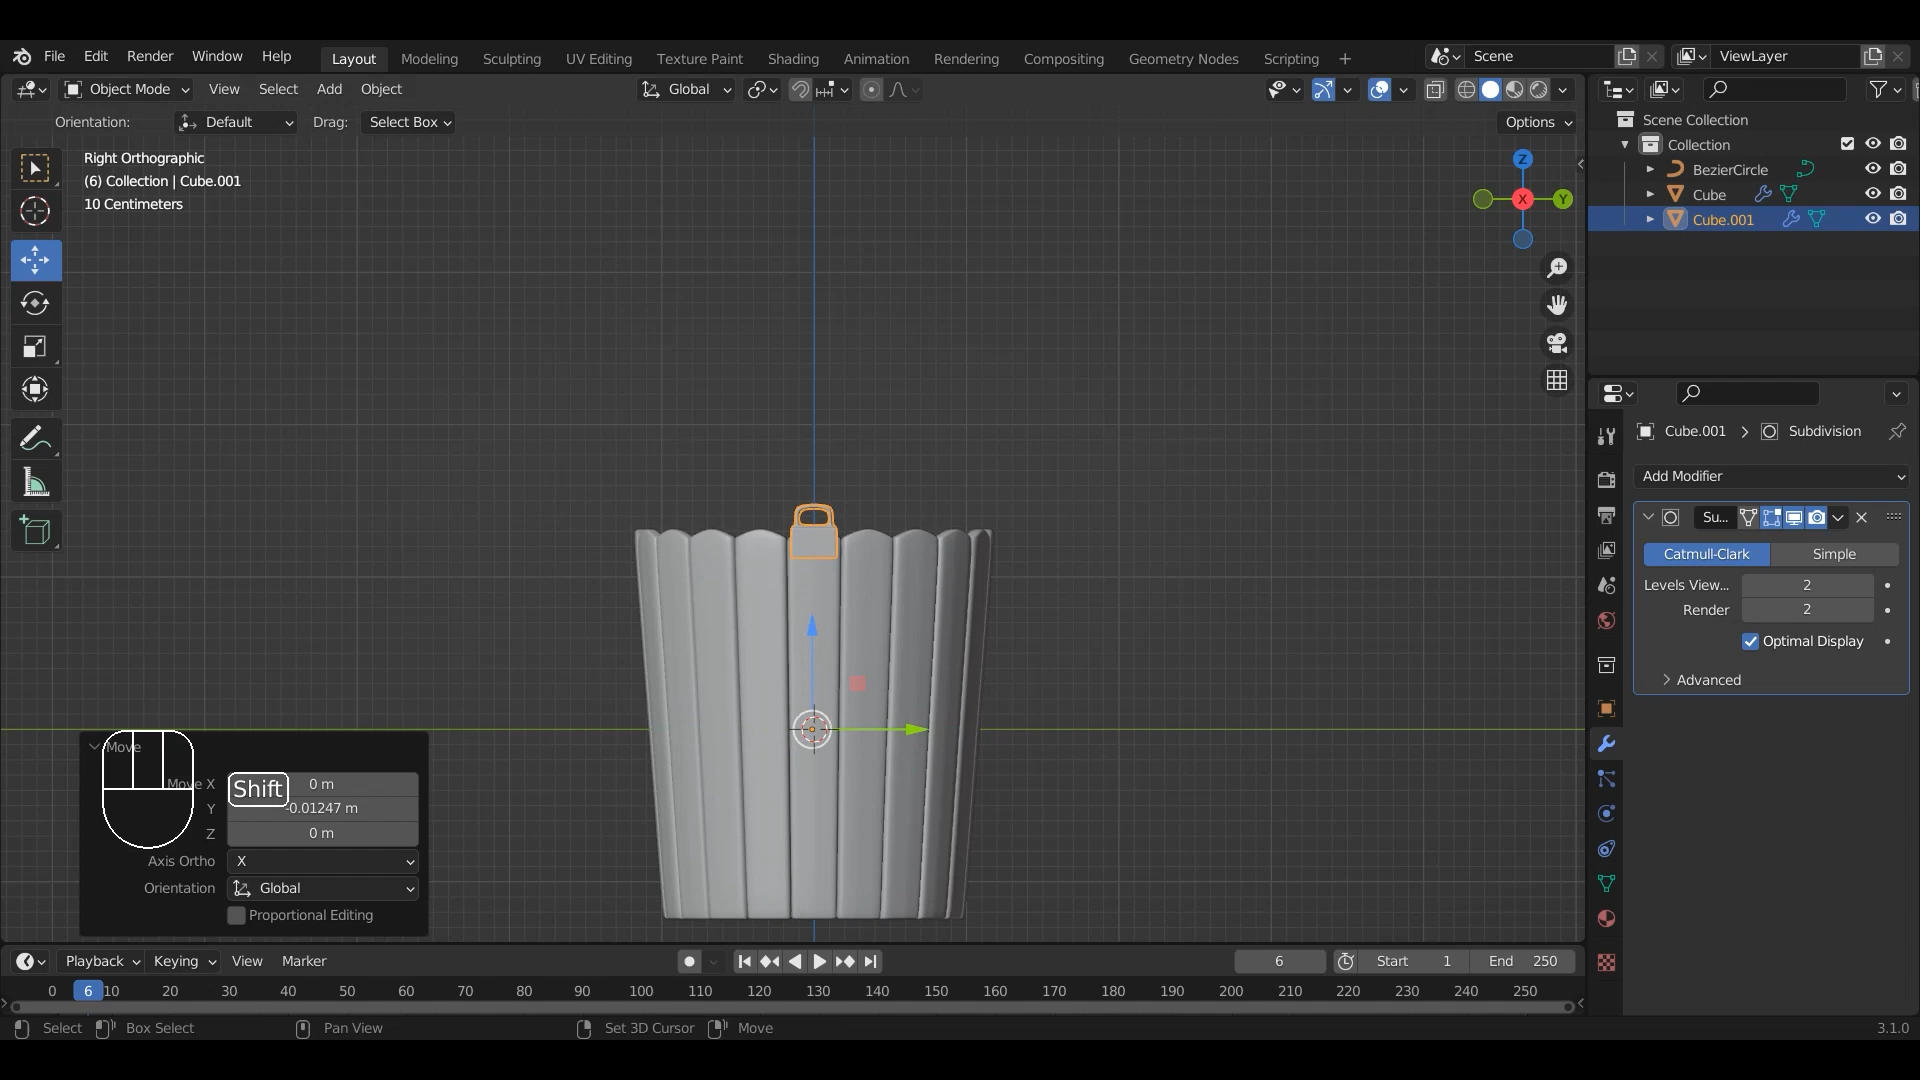 File Edit Render Window Help Layout Modeling Sculpting UV Editing Texture Paint Shading Animation Rendering Compositing Geometry Nodes Scripting + Scene ViewLayer
Object Mode View Select Add Object Global
Orientation: Default Drag: Select Box Options
Right Orthographic
(6) Collection | Cube.001
10 Centimeters
Z
X
Y
Scene Collection
Collection
BezierCircle
Cube
Cube.001
Cube.001 > Subdivision
Add Modifier
Su...
Catmull-Clark Simple
Levels View... 2
Render 2
Optimal Display
Advanced
Move
Move X 0 m
Shift
Y -0.01247 m
Z 0 m
Axis Ortho X
Orientation Global
Proportional Editing
Playback Keying View Marker 6 Start 1 End 250
0 6 10 20 30 40 50 60 70 80 90 100 110 120 130 140 150 160 170 180 190 200 210 220 230 240 250
Select Box Select Pan View Set 3D Cursor Move 3.1.0